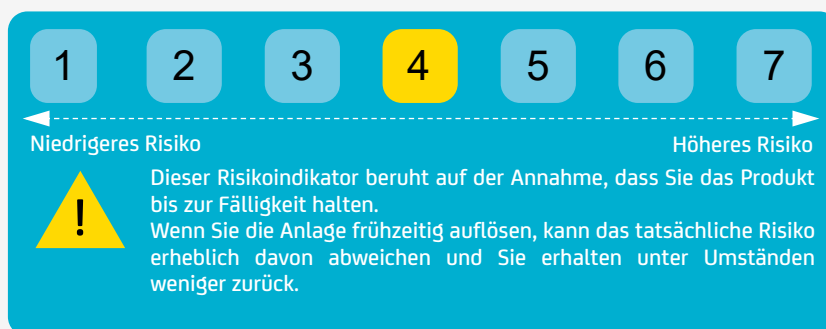 1 2 3 4 5 6 7
Niedrigeres Risiko Höheres Risiko
!
Dieser Risikoindikator beruht auf der Annahme, dass Sie das Produkt
bis zur Fälligkeit halten.
Wenn Sie die Anlage frühzeitig auflösen, kann das tatsächliche Risiko
erheblich davon abweichen und Sie erhalten unter Umständen
weniger zurück.